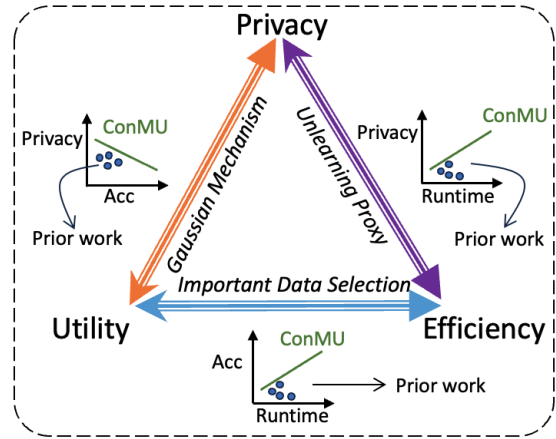 Privacy
Privacy
ConMU
Acc
Prior work
Gaussian Mechanism
Unlearning Proxy
Privacy
ConMU
Runtime
Prior work
Important Data Selection
Utility
Efficiency
Acc
ConMU
Runtime
Prior work